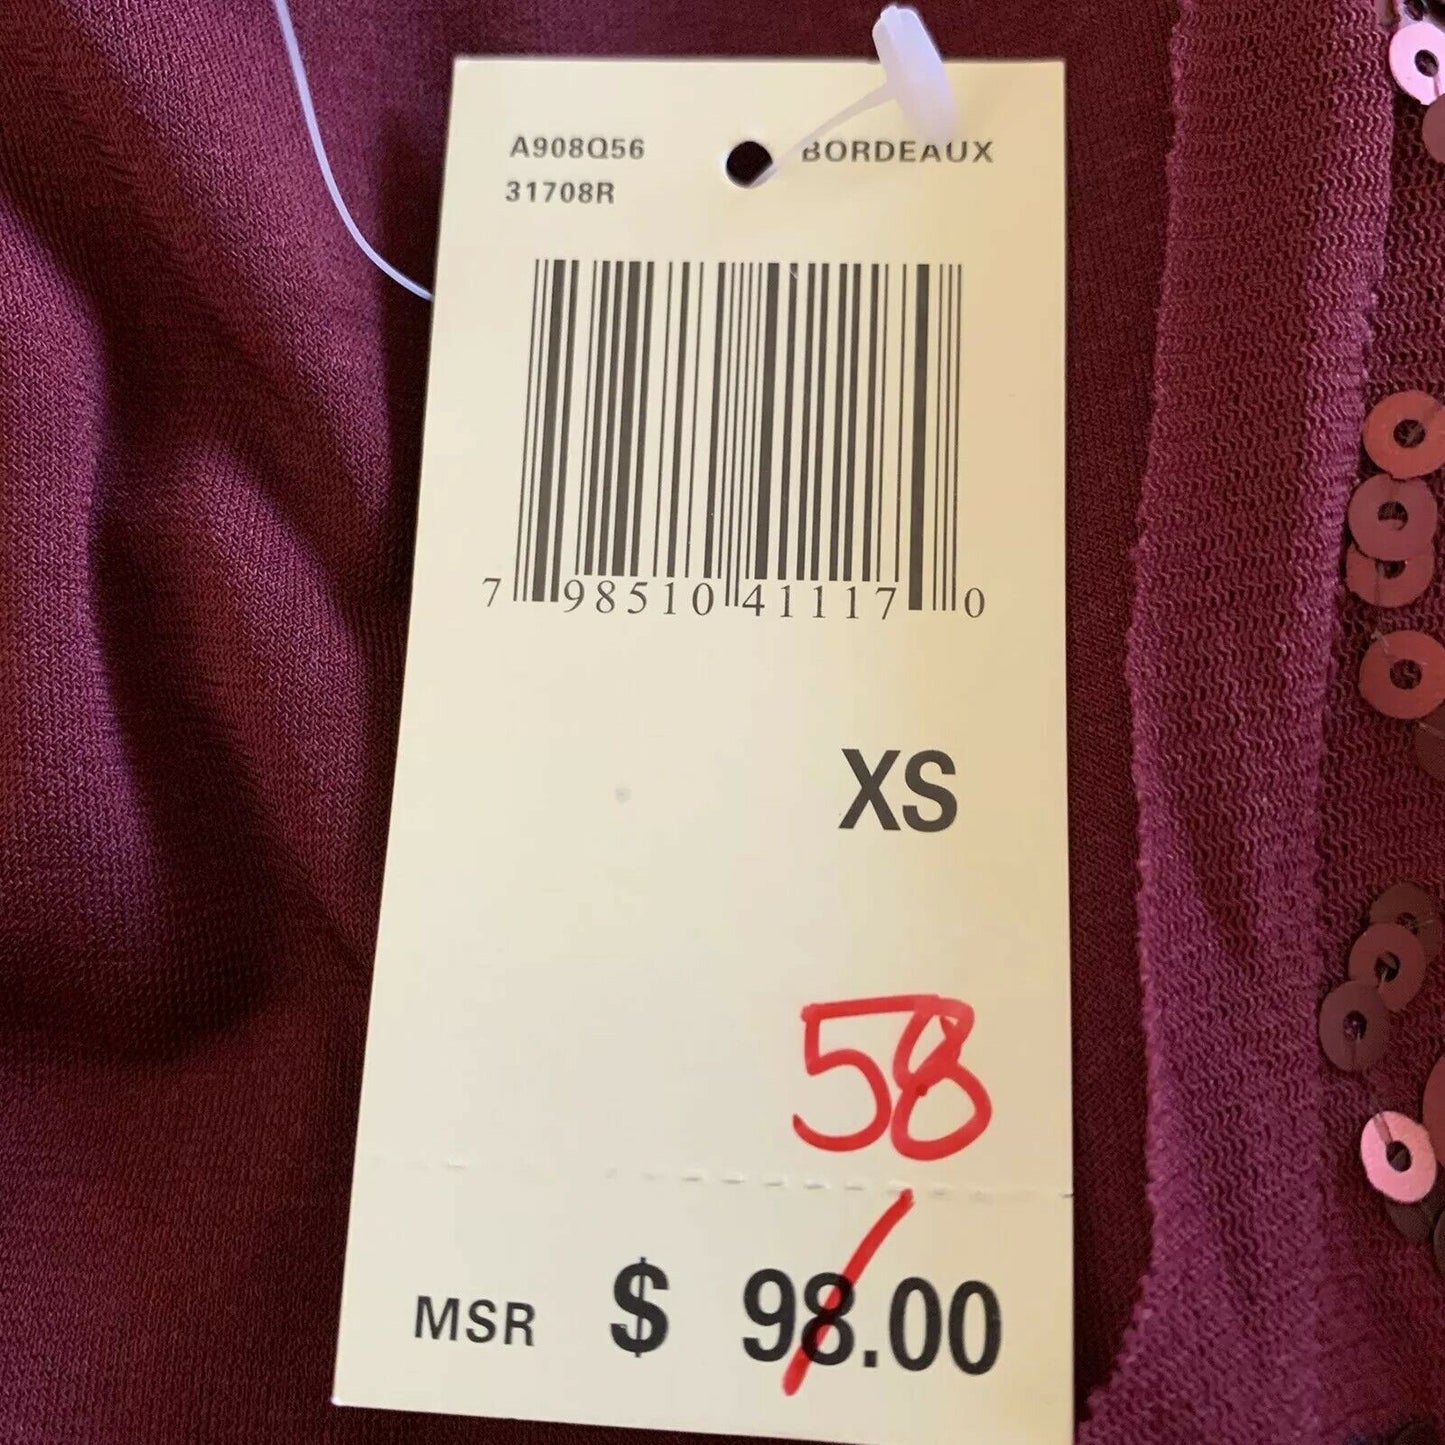 A908Q56 BORDEAUX
31708R
7 98510 41117 0
XS
58
MSR $ 98.00